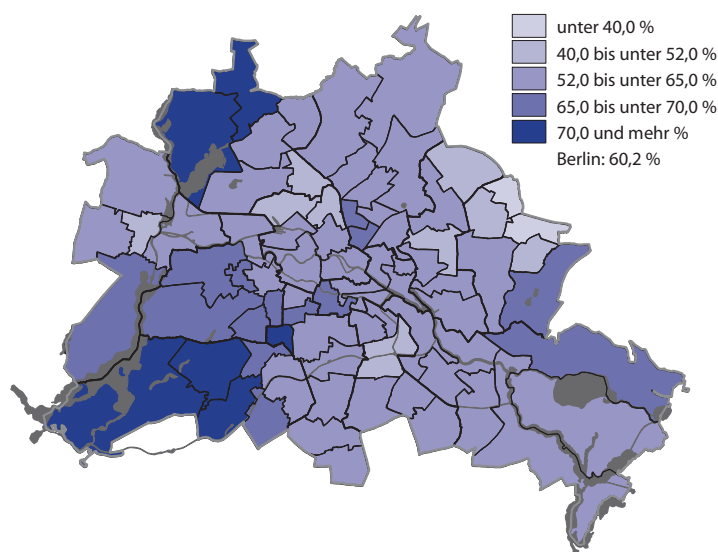 unter 40,0 %
40,0 bis unter 52,0 %
52,0 bis unter 65,0 %
65,0 bis unter 70,0 %
70,0 und mehr %
Berlin: 60,2 %